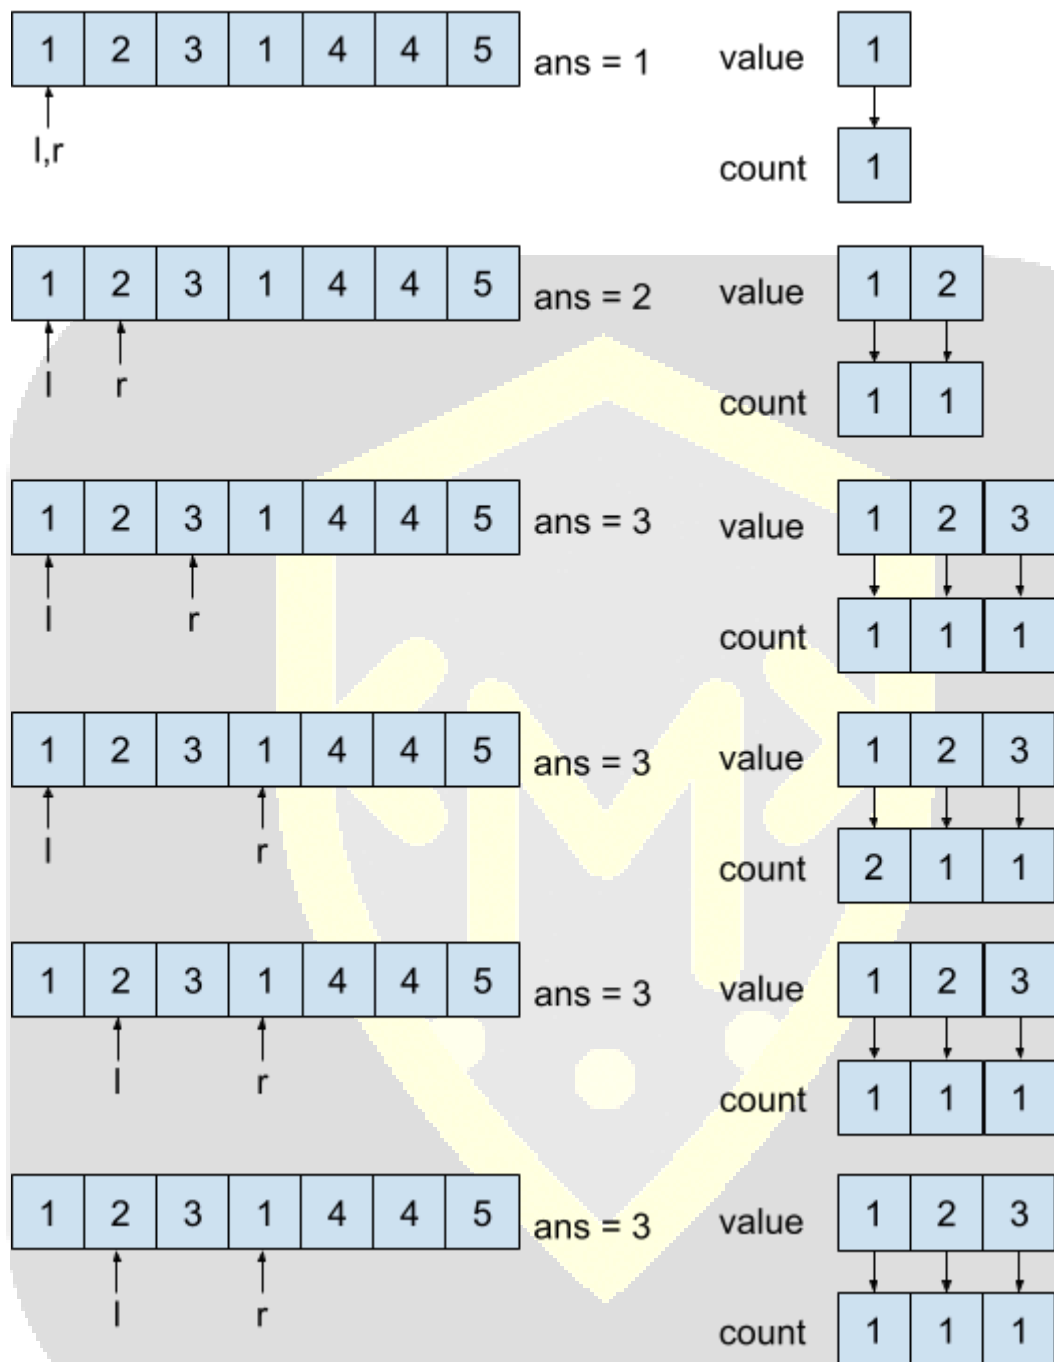 1 2 3 1 4 4 5 ans = 1 value 1
l,r
count 1
1 2 3 1 4 4 5 ans = 2 value 1 2
l r
count 1 1
1 2 3 1 4 4 5 ans = 3 value 1 2 3
l r
count 1 1 1
1 2 3 1 4 4 5 ans = 3 value 1 2 3
l r
count 2 1 1
1 2 3 1 4 4 5 ans = 3 value 1 2 3
l r
count 1 1 1
1 2 3 1 4 4 5 ans = 3 value 1 2 3
l r
count 1 1 1